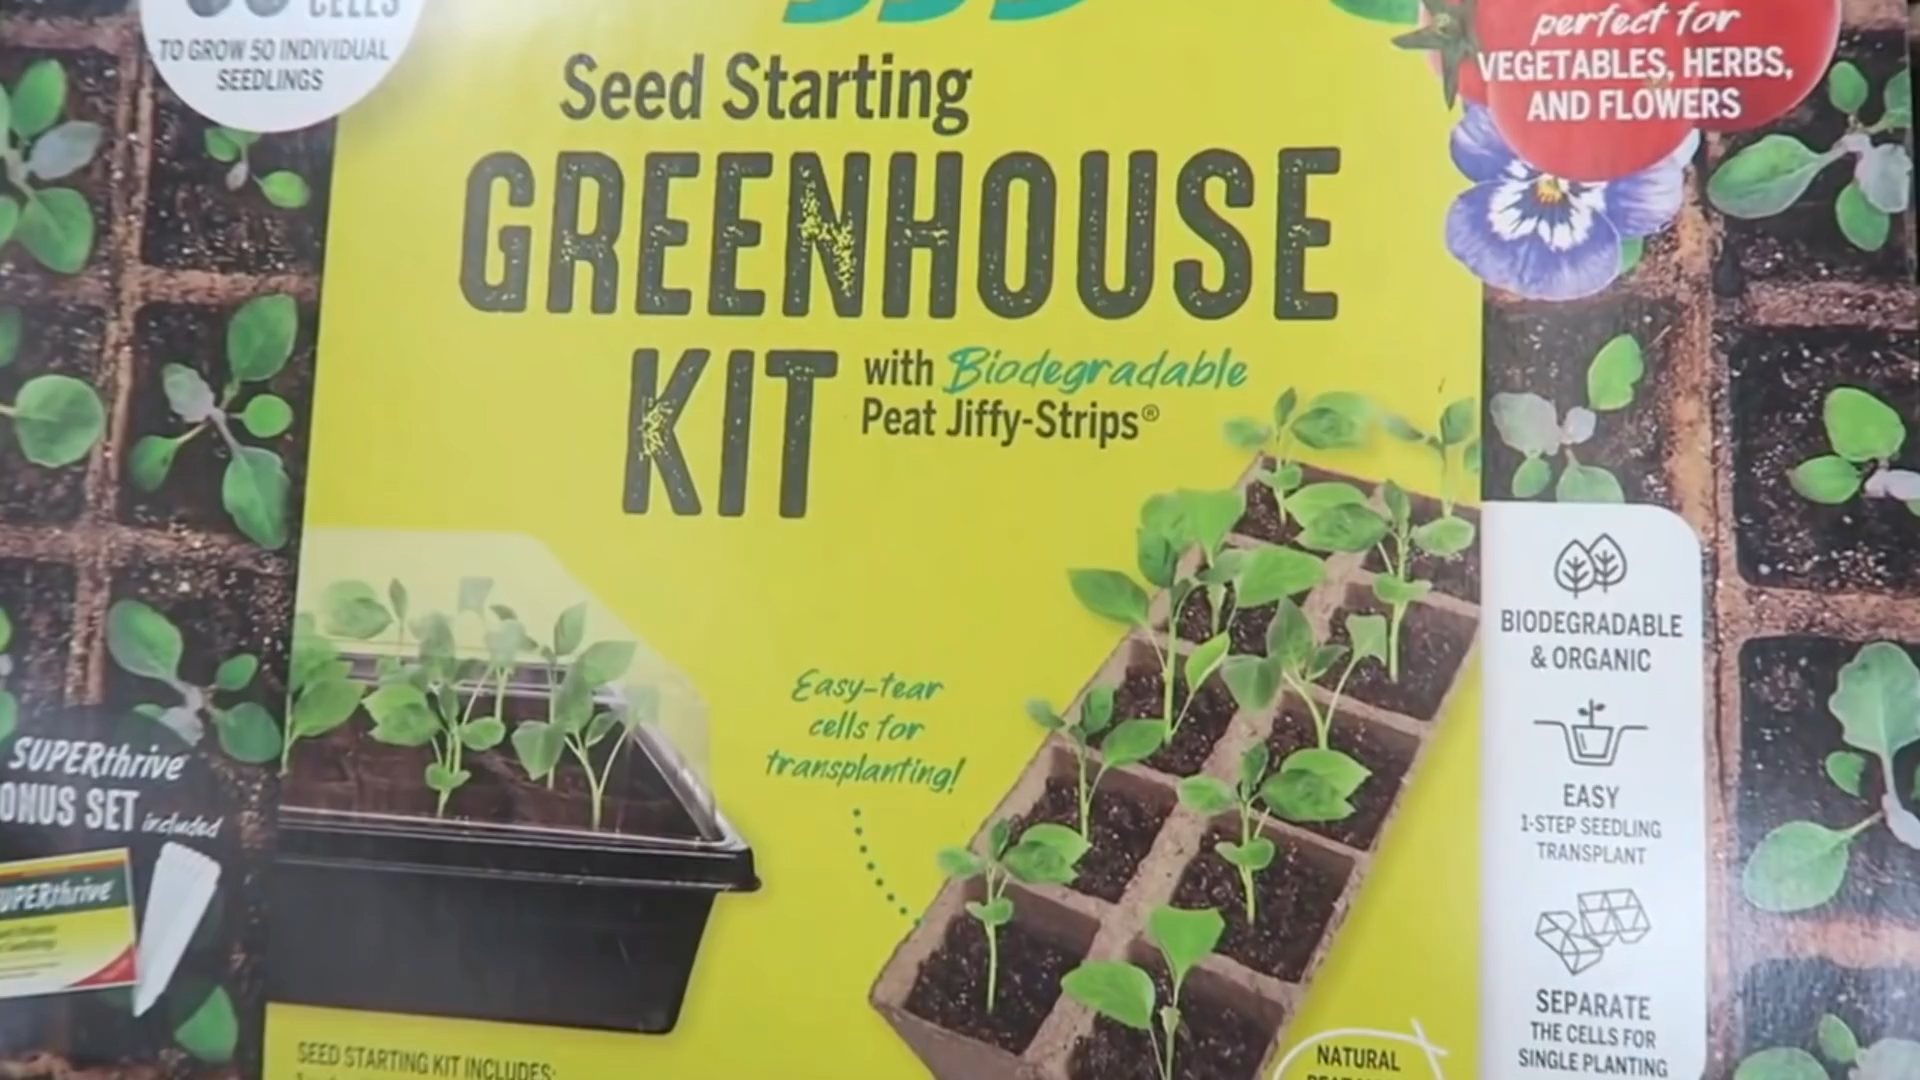 CELLS
TO GROW 50 INDIVIDUAL
SEEDLINGS
perfect for
VEGETABLES, HERBS,
AND FLOWERS
Seed Starting
GREENHOUSE
KIT
with Biodegradable
Peat Jiffy-Strips®
BIODEGRADABLE
& ORGANIC
EASY
1-STEP SEEDLING
TRANSPLANT
SEPARATE
THE CELLS FOR
SINGLE PLANTING
Easy-tear
cells for
transplanting!
SUPERthrive
ONUS SET included
UPERthrive
SEED STARTING KIT INCLUDES:
NATURAL